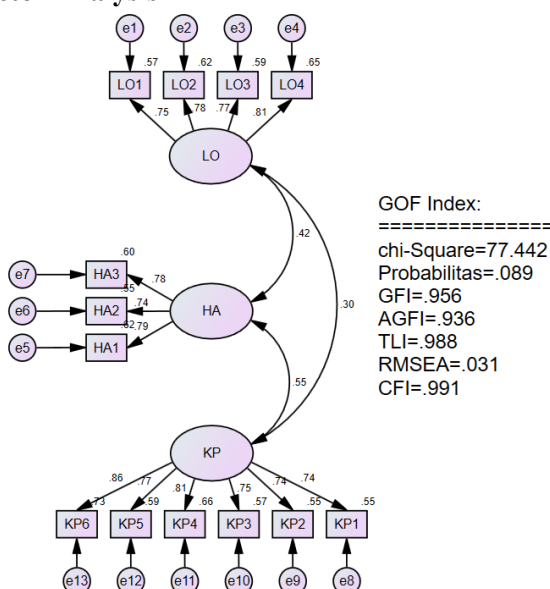 e1 e2 e3 e4
.57 .62 .59 .65
LO1 LO2 LO3 LO4
.75 .78 .77 .81
LO
GOF Index:
===============
chi-Square=77.442
Probabilitas=.089
GFI=.956
AGFI=.936
TLI=.988
RMSEA=.031
CFI=.991
.42
.30
.60
e7 HA3 .78
.55
e6 HA2 .74 HA
.62
e5 HA1 .79
.55
KP
.86 .77 .81 .75 .74 .74
.73 .59 .66 .57 .55 .55
KP6 KP5 KP4 KP3 KP2 KP1
e13 e12 e11 e10 e9 e8